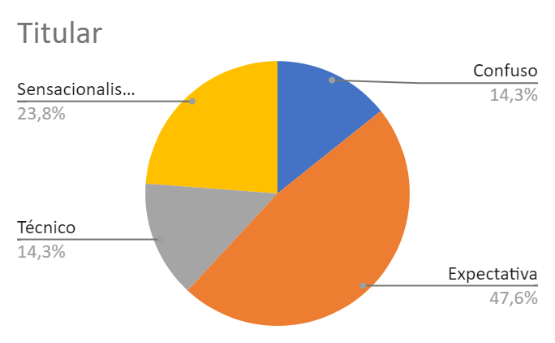 Titular
Confuso
14,3%
Sensacionalis...
23,8%
Técnico
14,3%
Expectativa
47,6%